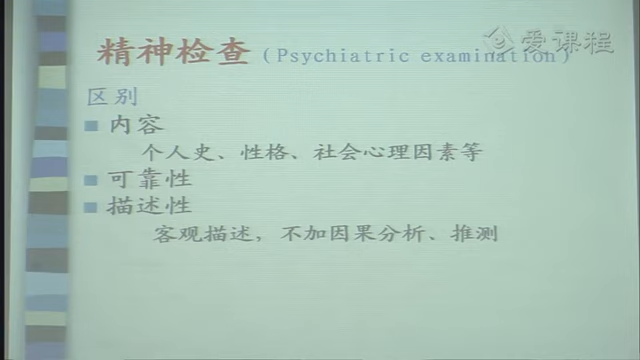 精神检查(Psychiatric examination)
爱课程
区别
内容
个人史、性格、社会心理因素等
可靠性
描述性
客观描述，不加因果分析、推测